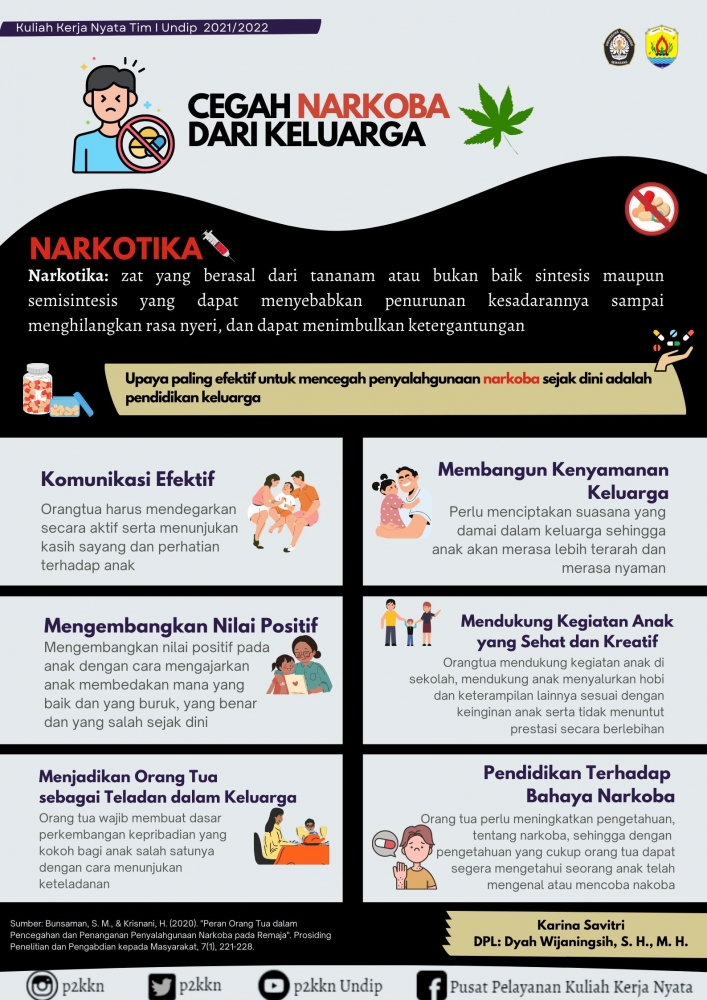 Kuliah Kerja Nyata Tim I Undip 2021/2022
CEGAH NARKOBA
DARI KELUARGA
NARKOTIKA
Narkotika: zat yang berasal dari tananam atau bukan baik sintesis maupun
semisintesis yang dapat menyebabkan penurunan kesadarannya sampai
menghilangkan rasa nyeri, dan dapat menimbulkan ketergantungan
Upaya paling efektif untuk mencegah penyalahgunaan narkoba sejak dini adalah
pendidikan keluarga
Komunikasi Efektif
Orangtua harus mendegarkan
secara aktif serta menunjukan
kasih sayang dan perhatian
terhadap anak
Membangun Kenyamanan
Keluarga
Perlu menciptakan suasana yang
damai dalam keluarga sehingga
anak akan merasa lebih terarah dan
merasa nyaman
Mengembangkan Nilai Positif
Mengembangkan nilai positif pada
anak dengan cara mengajarkan
anak membedakan mana yang
baik dan yang buruk, yang benar
dan yang salah sejak dini
Mendukung Kegiatan Anak
yang Sehat dan Kreatif
Orangtua mendukung kegiatan anak di
sekolah, mendukung anak menyalurkan hobi
dan keterampilan lainnya sesuai dengan
keinginan anak serta tidak menuntut
prestasi secara berlebihan
Menjadikan Orang Tua
sebagai Teladan dalam Keluarga
Orang tua wajib membuat dasar
perkembangan kepribadian yang
kokoh bagi anak salah satunya
dengan cara menunjukan
keteladanan
Pendidikan Terhadap
Bahaya Narkoba
Orang tua perlu meningkatkan pengetahuan,
tentang narkoba, sehingga dengan
pengetahuan yang cukup orang tua dapat
segera mengetahui seorang anak telah
mengenal atau mencoba nakoba
Sumber: Bunsaman, S. M., & Krisnani, H. (2020). "Peran Orang Tua dalam
Pencegahan dan Penanganan Penyalahgunaan Narkoba pada Remaja". Prosiding
Penelitian dan Pengabdian kepada Masyarakat, 7(1), 221-228.
Karina Savitri
DPL: Dyah Wijaningsih, S. H., M. H.
p2kkn
p2kkn
p2kkn Undip
Pusat Pelayanan Kuliah Kerja Nyata